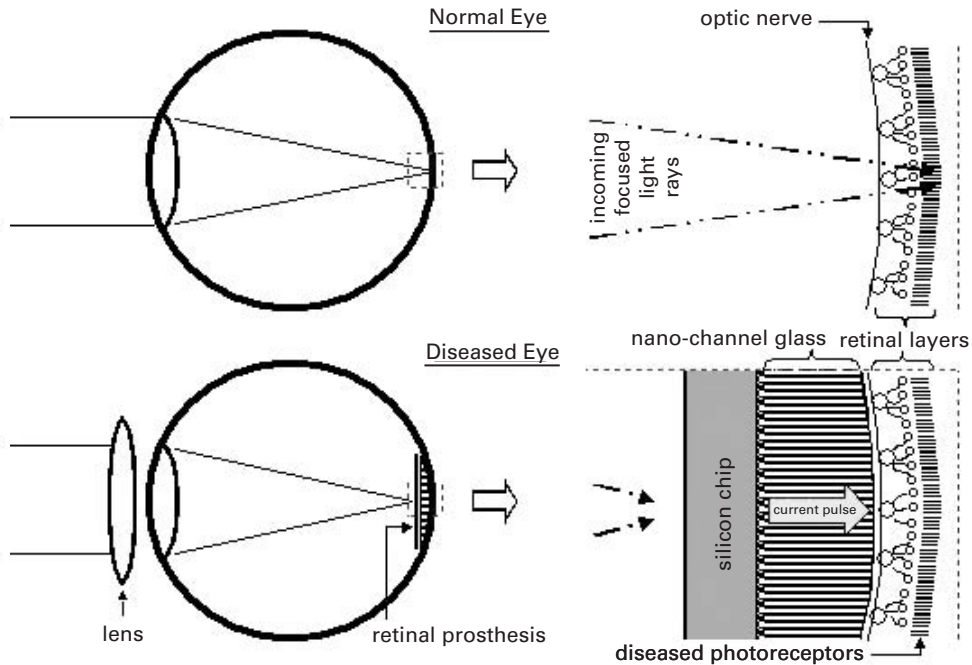 Normal Eye
optic nerve
incoming
focused
light
rays
Diseased Eye
nano-channel glass
retinal layers
silicon chip
current pulse
lens
retinal prosthesis
diseased photoreceptors